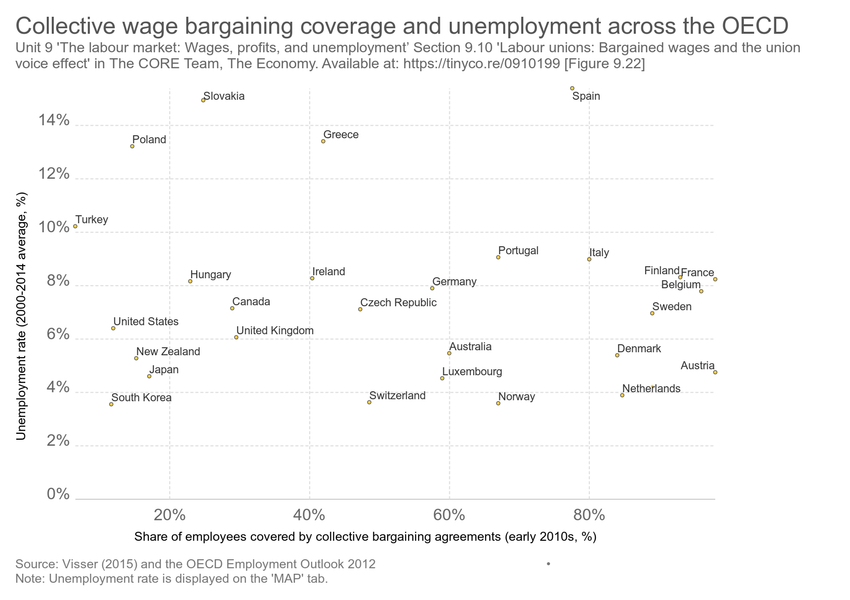 Collective wage bargaining coverage and unemployment across the OECD
Unit 9 'The labour market: Wages, profits, and unemployment' Section 9.10 'Labour unions: Bargained wages and the union
voice effect' in The CORE Team, The Economy. Available at: https://tinyco.re/0910199 [Figure 9.22]
Slovakia
Spain
14%
Poland
Greece
12%
Turkey
10%
Portugal
Italy
Hungary
Ireland
Finland
France
8%
Germany
Belgium
Canada
Czech Republic
Sweden
United States
United Kingdom
6%
New Zealand
Australia
Denmark
Japan
Luxembourg
Austria
4%
South Korea
Switzerland
Norway
Netherlands
2%
0%
Unemployment rate (2000-2014 average, %)
20%
40%
60%
80%
Share of employees covered by collective bargaining agreements (early 2010s, %)
Source: Visser (2015) and the OECD Employment Outlook 2012
Note: Unemployment rate is displayed on the 'MAP' tab.